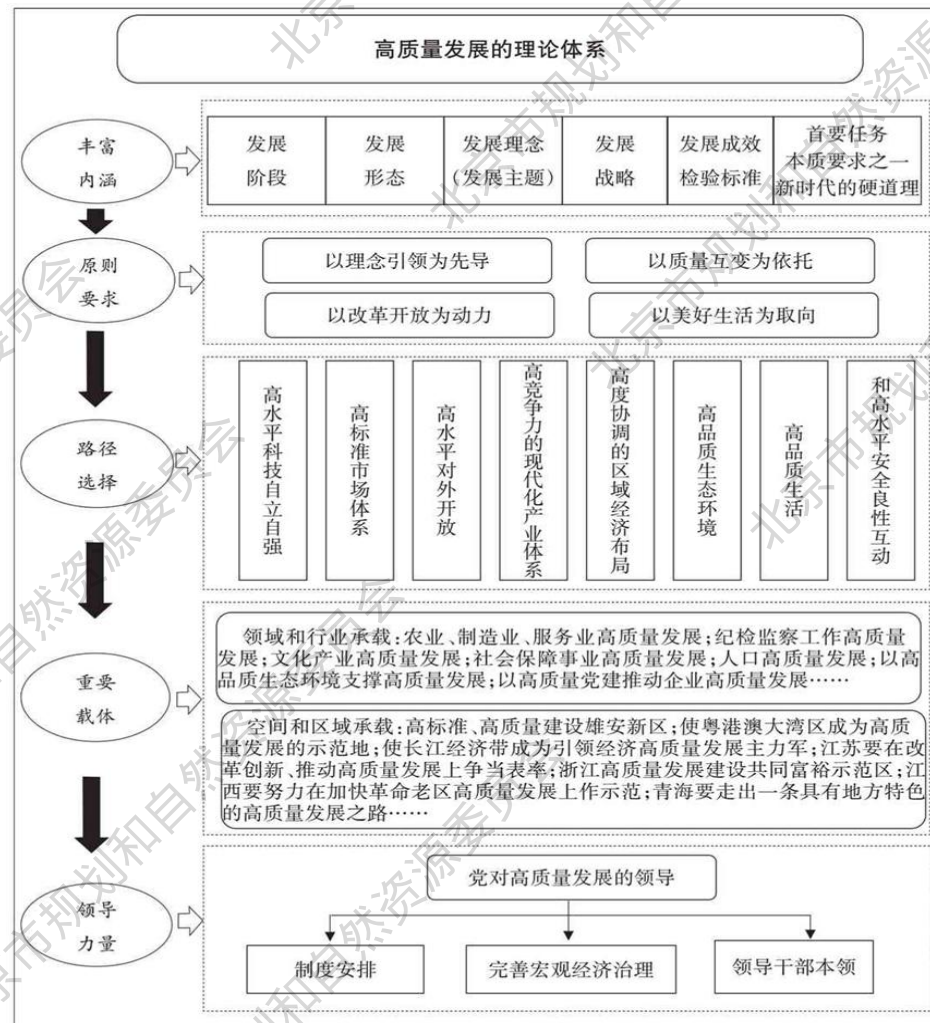 高质量发展的理论体系
丰富
内涵
发展
阶段
发展
形态
发展理念
(发展主题)
发展
战略
发展成效
检验标准
首要任务
本质要求之一
新时代的硬道理
原则
要求
以理念引领为先导
以质量互变为依托
以改革开放为动力
以美好生活为取向
路径
选择
高水平科技自立自强
高标准市场体系
高水平对外开放
高竞争力的现代化产业体系
高度协调的区域经济布局
高品质生态环境
高品质生活
和高水平安全良性互动
重要
载体
领域和行业承载:农业、制造业、服务业高质量发展;纪检监察工作高质量
发展;文化产业高质量发展;社会保障事业高质量发展;人口高质量发展;以高
品质生态环境支撑高质量发展;以高质量党建推动企业高质量发展……
空间和区域承载:高标准、高质量建设雄安新区;使粤港澳大湾区成为高质
量发展的示范地;使长江经济带成为引领经济高质量发展主力军;江苏要在改
革创新、推动高质量发展上争当表率;浙江高质量发展建设共同富裕示范区;江
西要努力在加快革命老区高质量发展上作示范;青海要走出一条具有地方特色
的高质量发展之路……
领导
力量
党对高质量发展的领导
制度安排
完善宏观经济治理
领导干部本领
北京市规划和自然资源委员会